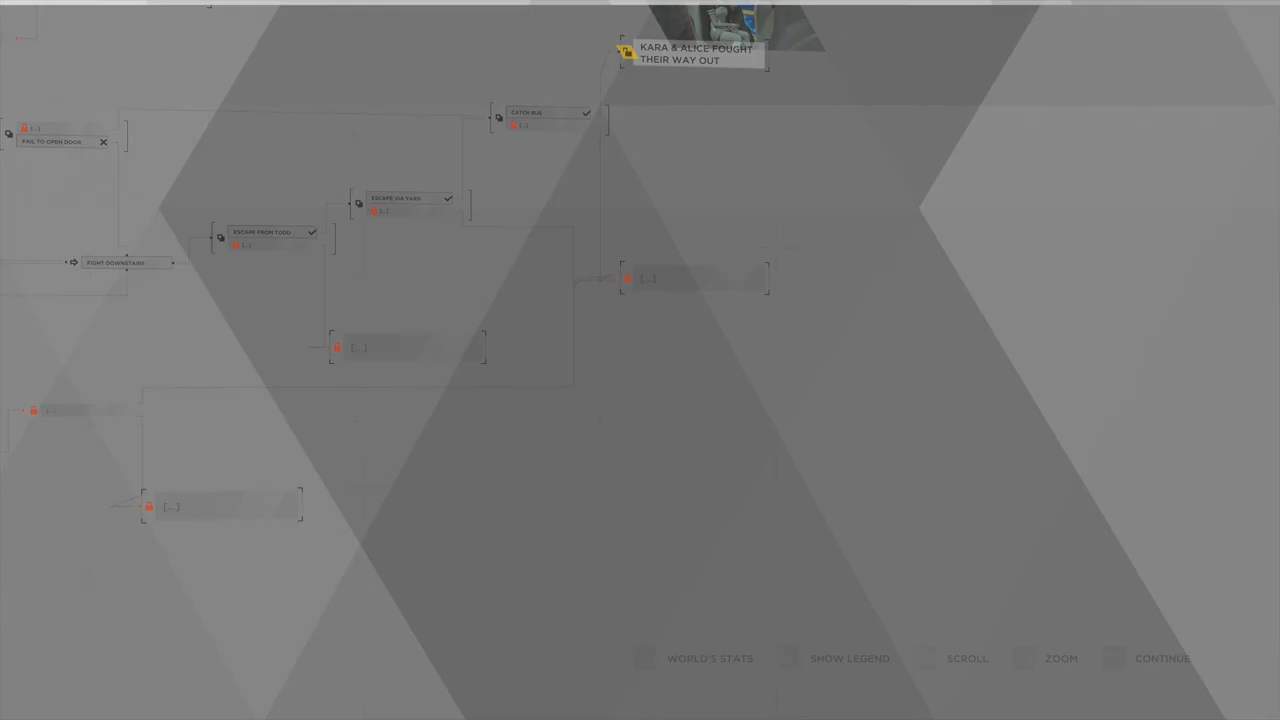 KARA & ALICE FOUGHT
THEIR WAY OUT
CATCH BUS
[...]
[...]
FAIL TO OPEN DOOR
ESCAPE VIA YARD
[...]
ESCAPE FROM TODD
[...]
FIGHT DOWNSTAIRS
[...]
[...]
[...]
[...]
WORLD'S STATS
SHOW LEGEND
SCROLL
ZOOM
CONTINUE